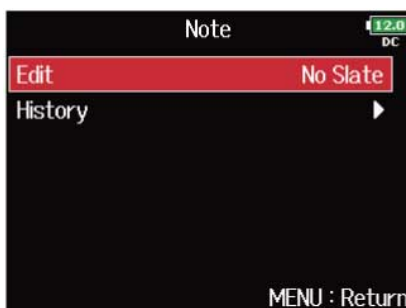 Note
12.0
DC
Edit No Slate
History
MENU : Return